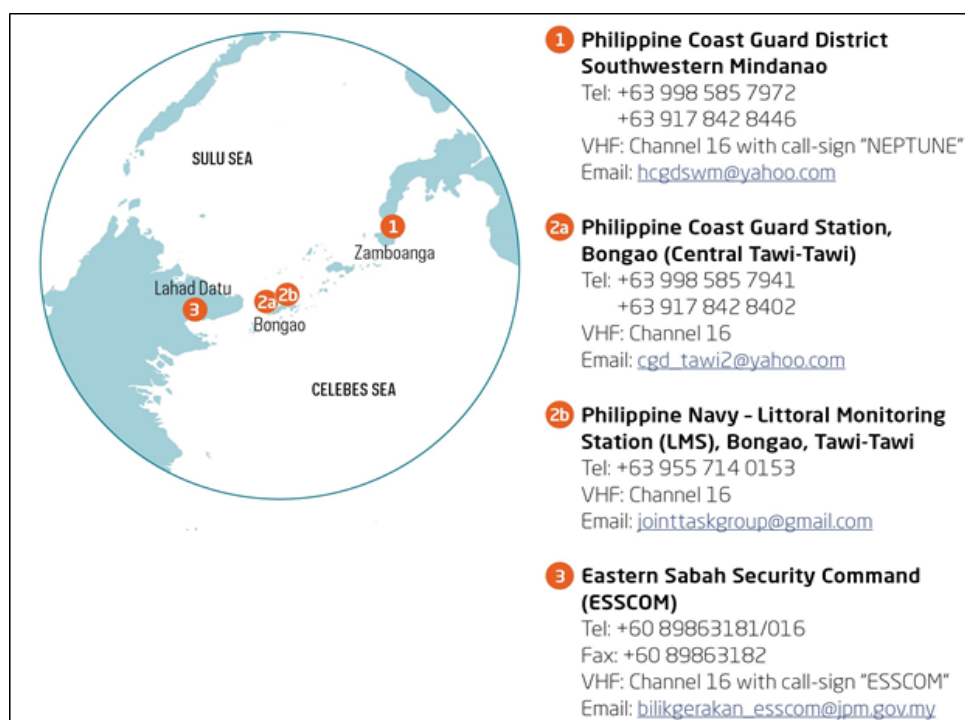 SULU SEA
1
Zamboanga
Lahad Datu
3
2a
2b
Bongao
CELEBES SEA
1 Philippine Coast Guard District
Southwestern Mindanao
Tel: +63 998 585 7972
+63 917 842 8446
VHF: Channel 16 with call-sign "NEPTUNE"
Email: hcgdswm@yahoo.com
2a Philippine Coast Guard Station,
Bongao (Central Tawi-Tawi)
Tel: +63 998 585 7941
+63 917 842 8402
VHF: Channel 16
Email: cgd_tawi2@yahoo.com
2b Philippine Navy – Littoral Monitoring
Station (LMS), Bongao, Tawi-Tawi
Tel: +63 955 714 0153
VHF: Channel 16
Email: jointtaskgroup@gmail.com
3 Eastern Sabah Security Command
(ESSCOM)
Tel: +60 89863181/016
Fax: +60 89863182
VHF: Channel 16 with call-sign "ESSCOM"
Email: bilikgerakan_esscom@jpm.gov.my